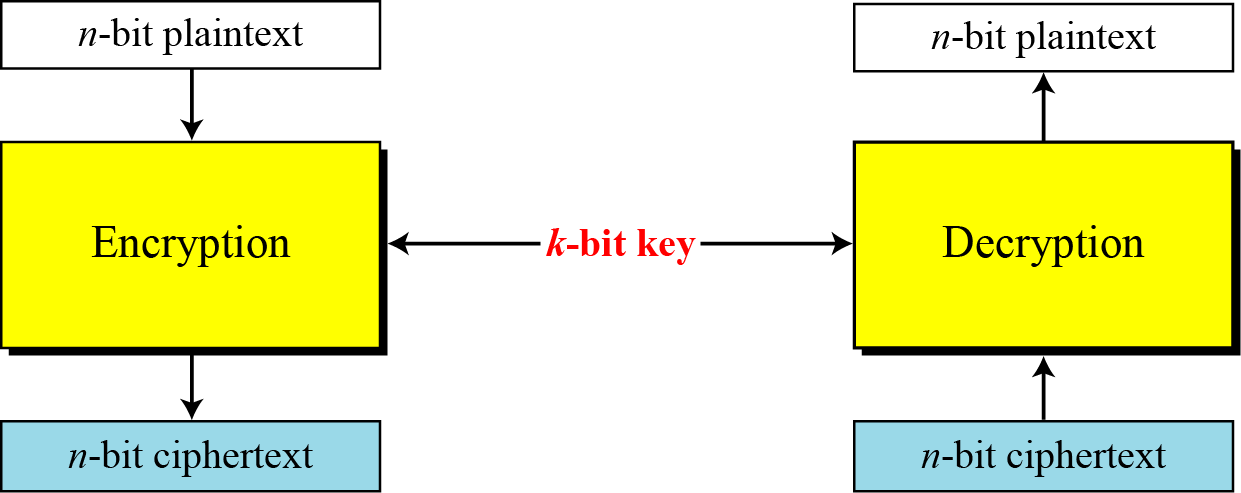 n-bit plaintext
n-bit plaintext
Encryption
k-bit key
Decryption
n-bit ciphertext
n-bit ciphertext